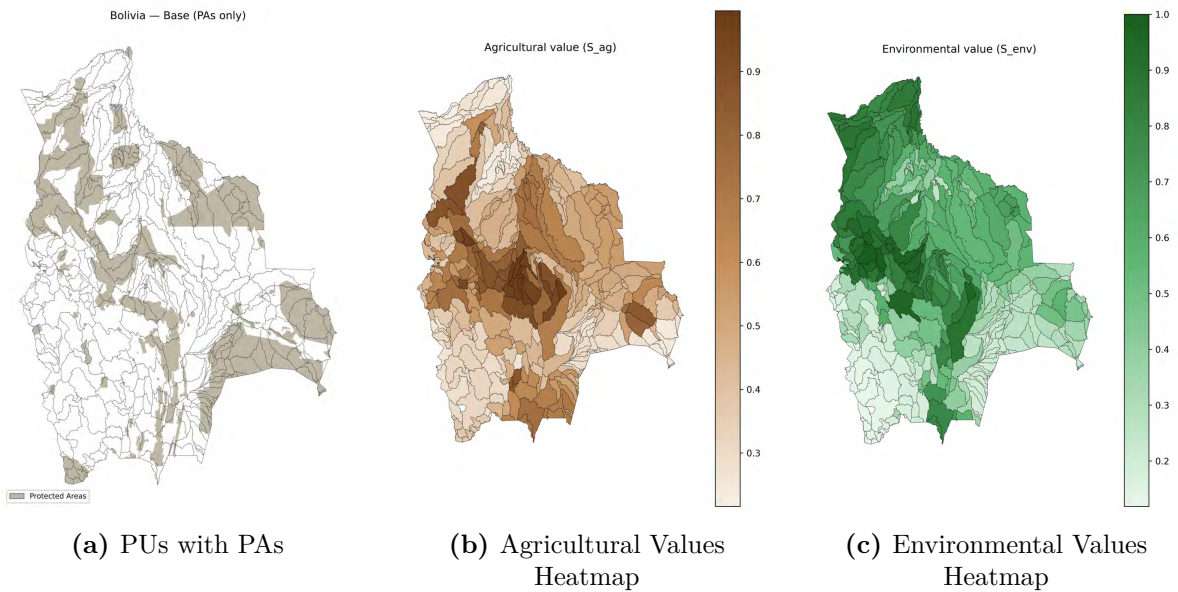 Bolivia — Base (PAs only)
Protected Areas
(a) PUs with PAs
Agricultural value (S_ag)
0.9
0.8
0.7
0.6
0.5
0.4
0.3
(b) Agricultural Values
Heatmap
Environmental value (S_env)
1.0
0.9
0.8
0.7
0.6
0.5
0.4
0.3
0.2
(c) Environmental Values
Heatmap